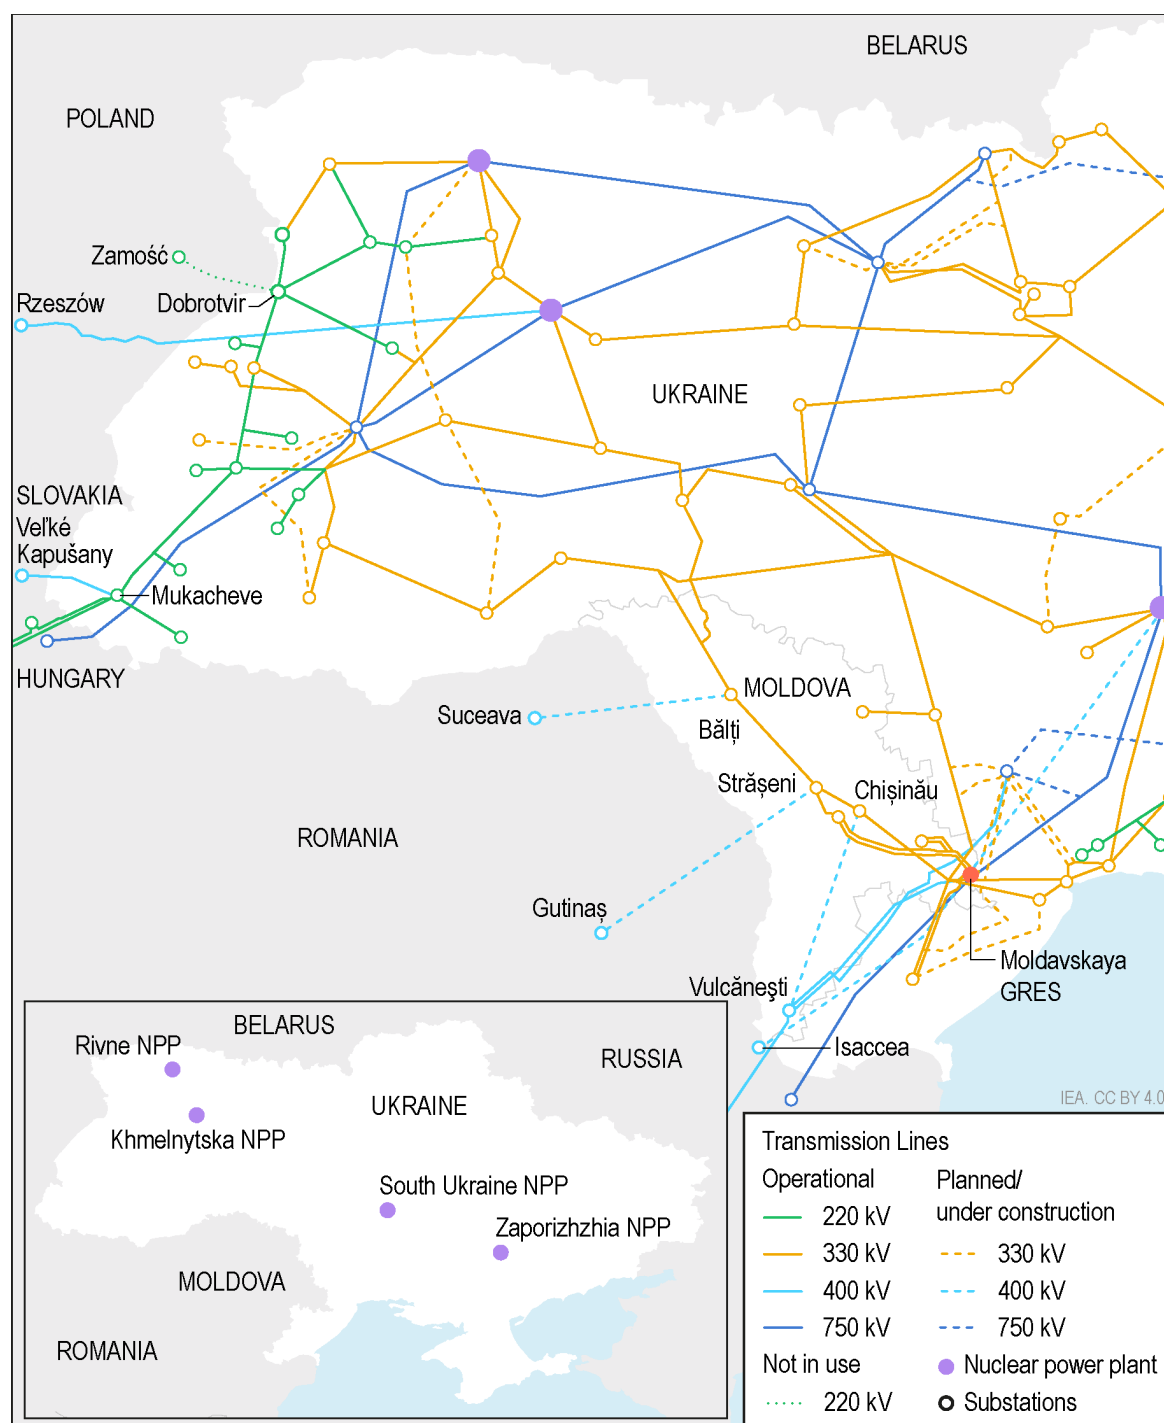 BELARUS
POLAND
Zamość
Rzeszów
Dobrotvir
UKRAINE
SLOVAKIA
Veľké
Kapušany
Mukacheve
HUNGARY
MOLDOVA
Suceava
Bălți
Strășeni
Chișinău
ROMANIA
Gutinaș
Moldavskaya
GRES
Vulcăneşti
Isaccea
IEA. CC BY 4.0
BELARUS
Rivne NPP
RUSSIA
UKRAINE
Khmelnytska NPP
South Ukraine NPP
Zaporizhzhia NPP
MOLDOVA
ROMANIA
Transmission Lines
Operational
220 kV
330 kV
400 kV
750 kV
Not in use
220 kV
Planned/
under construction
330 kV
400 kV
750 kV
Nuclear power plant
Substations